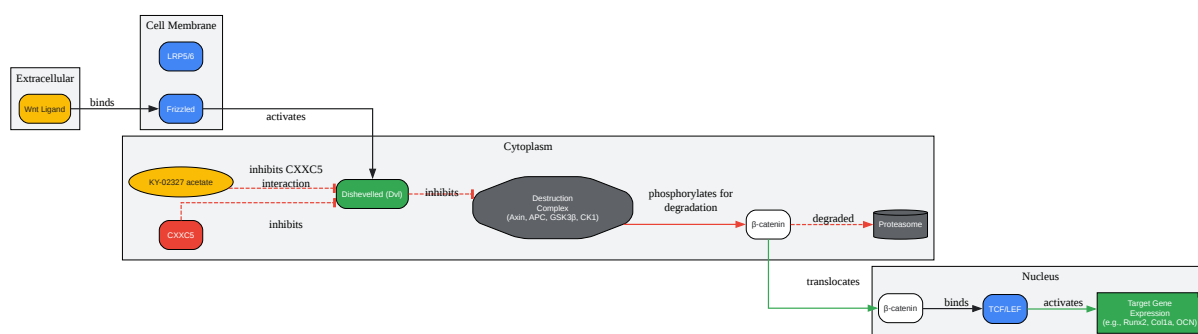 Cell Membrane
LRP5/6
Extracellular
Wnt Ligand
binds
Frizzled
activates
Cytoplasm
KY-02327 acetate
inhibits CXXC5
interaction
Dishevelled (Dvl)
inhibits
Destruction
Complex
(Axin, APC, GSK3β, CK1)
phosphorylates for
degradation
β-catenin
degraded
Proteasome
CXXC5
inhibits
translocates
Nucleus
β-catenin
binds
TCF/LEF
activates
Target Gene
Expression
(e.g., Runx2, Col1a, OCN)